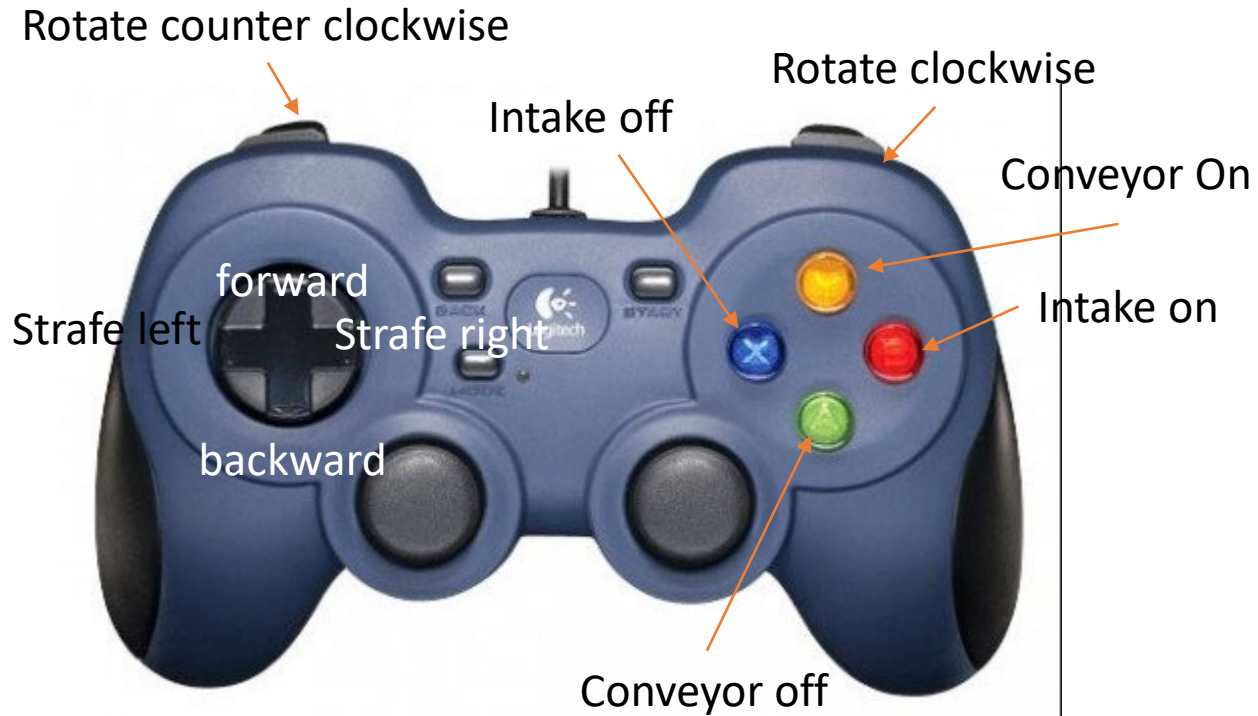 Rotate counter clockwise
Rotate clockwise
Intake off
Conveyor On
forward
Strafe left
Strafe right
Intake on
backward
Conveyor off
BACK
START
Logitech
MODE
X
B
A